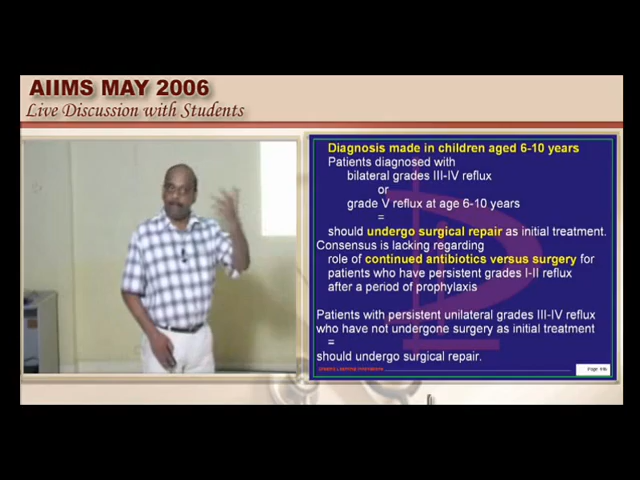 AIIMS MAY 2006
Live Discussion with Students
Diagnosis made in children aged 6-10 years
Patients diagnosed with
bilateral grades III-IV reflux
or
grade V reflux at age 6-10 years
=
should undergo surgical repair as initial treatment.
Consensus is lacking regarding
role of continued antibiotics versus surgery for
patients who have persistent grades I-II reflux
after a period of prophylaxis
Patients with persistent unilateral grades III-IV reflux
who have not undergone surgery as initial treatment
=
should undergo surgical repair.
Page